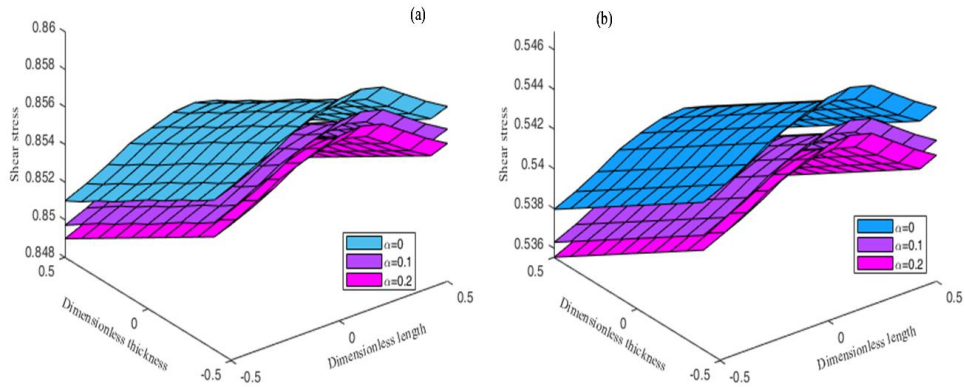 (a)
0.86
0.858
0.856
0.854
0.852
0.85
0.848
Shear stress
0.5
0
-0.5
Dimensionless thickness
-0.5
0
0.5
Dimensionless length
α=0
α=0.1
α=0.2
(b)
0.546
0.544
0.542
0.54
0.538
0.536
Shear stress
0.5
0
-0.5
Dimensionless thickness
-0.5
0
0.5
Dimensionless length
α=0
α=0.1
α=0.2